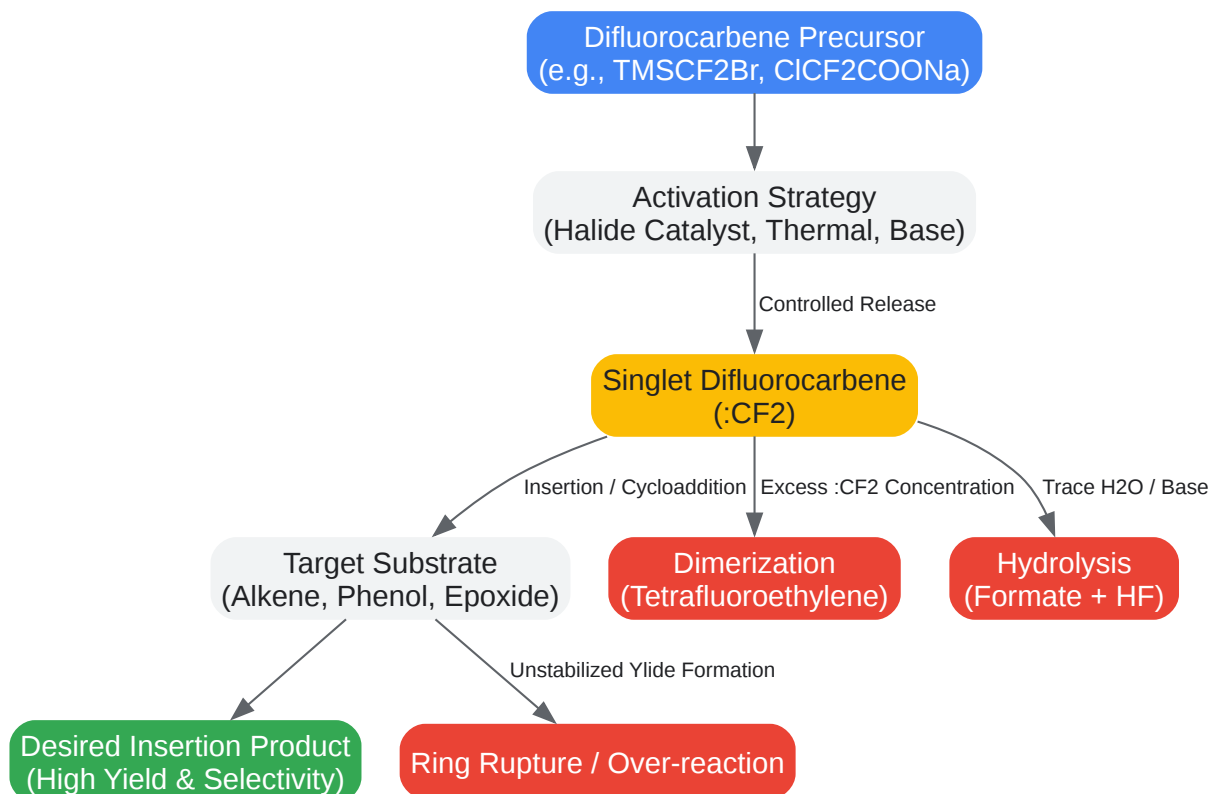 Difluorocarbene Precursor
(e.g., TMSCF2Br, ClCF2COONa)
Activation Strategy
(Halide Catalyst, Thermal, Base)
Controlled Release
Singlet Difluorocarbene
(:CF2)
Insertion / Cycloaddition
Excess :CF2 Concentration
Trace H2O / Base
Target Substrate
(Alkene, Phenol, Epoxide)
Dimerization
(Tetrafluoroethylene)
Hydrolysis
(Formate + HF)
Unstabilized Ylide Formation
Desired Insertion Product
(High Yield & Selectivity)
Ring Rupture / Over-reaction